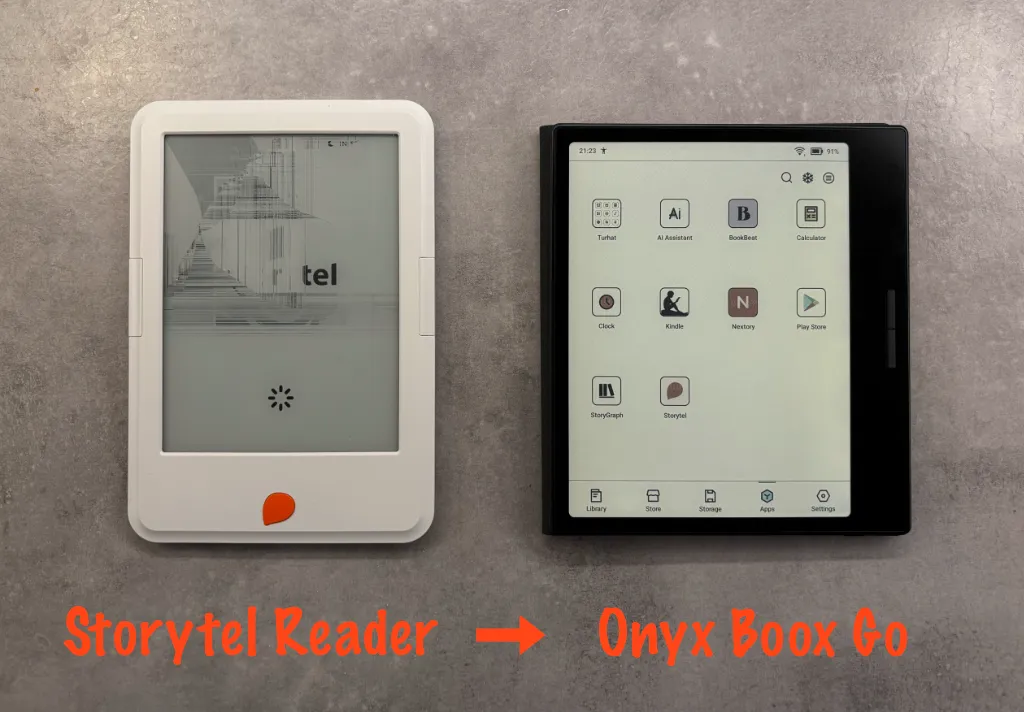 tel
21:23
91%
Turhat
Ai
AI Assistant
B
BookBeat
Calculator
Clock
Kindle
N
Nextory
Play Store
StoryGraph
Storytel
Library
Store
Storage
Apps
Settings
Storytel Reader → Onyx Boox Go